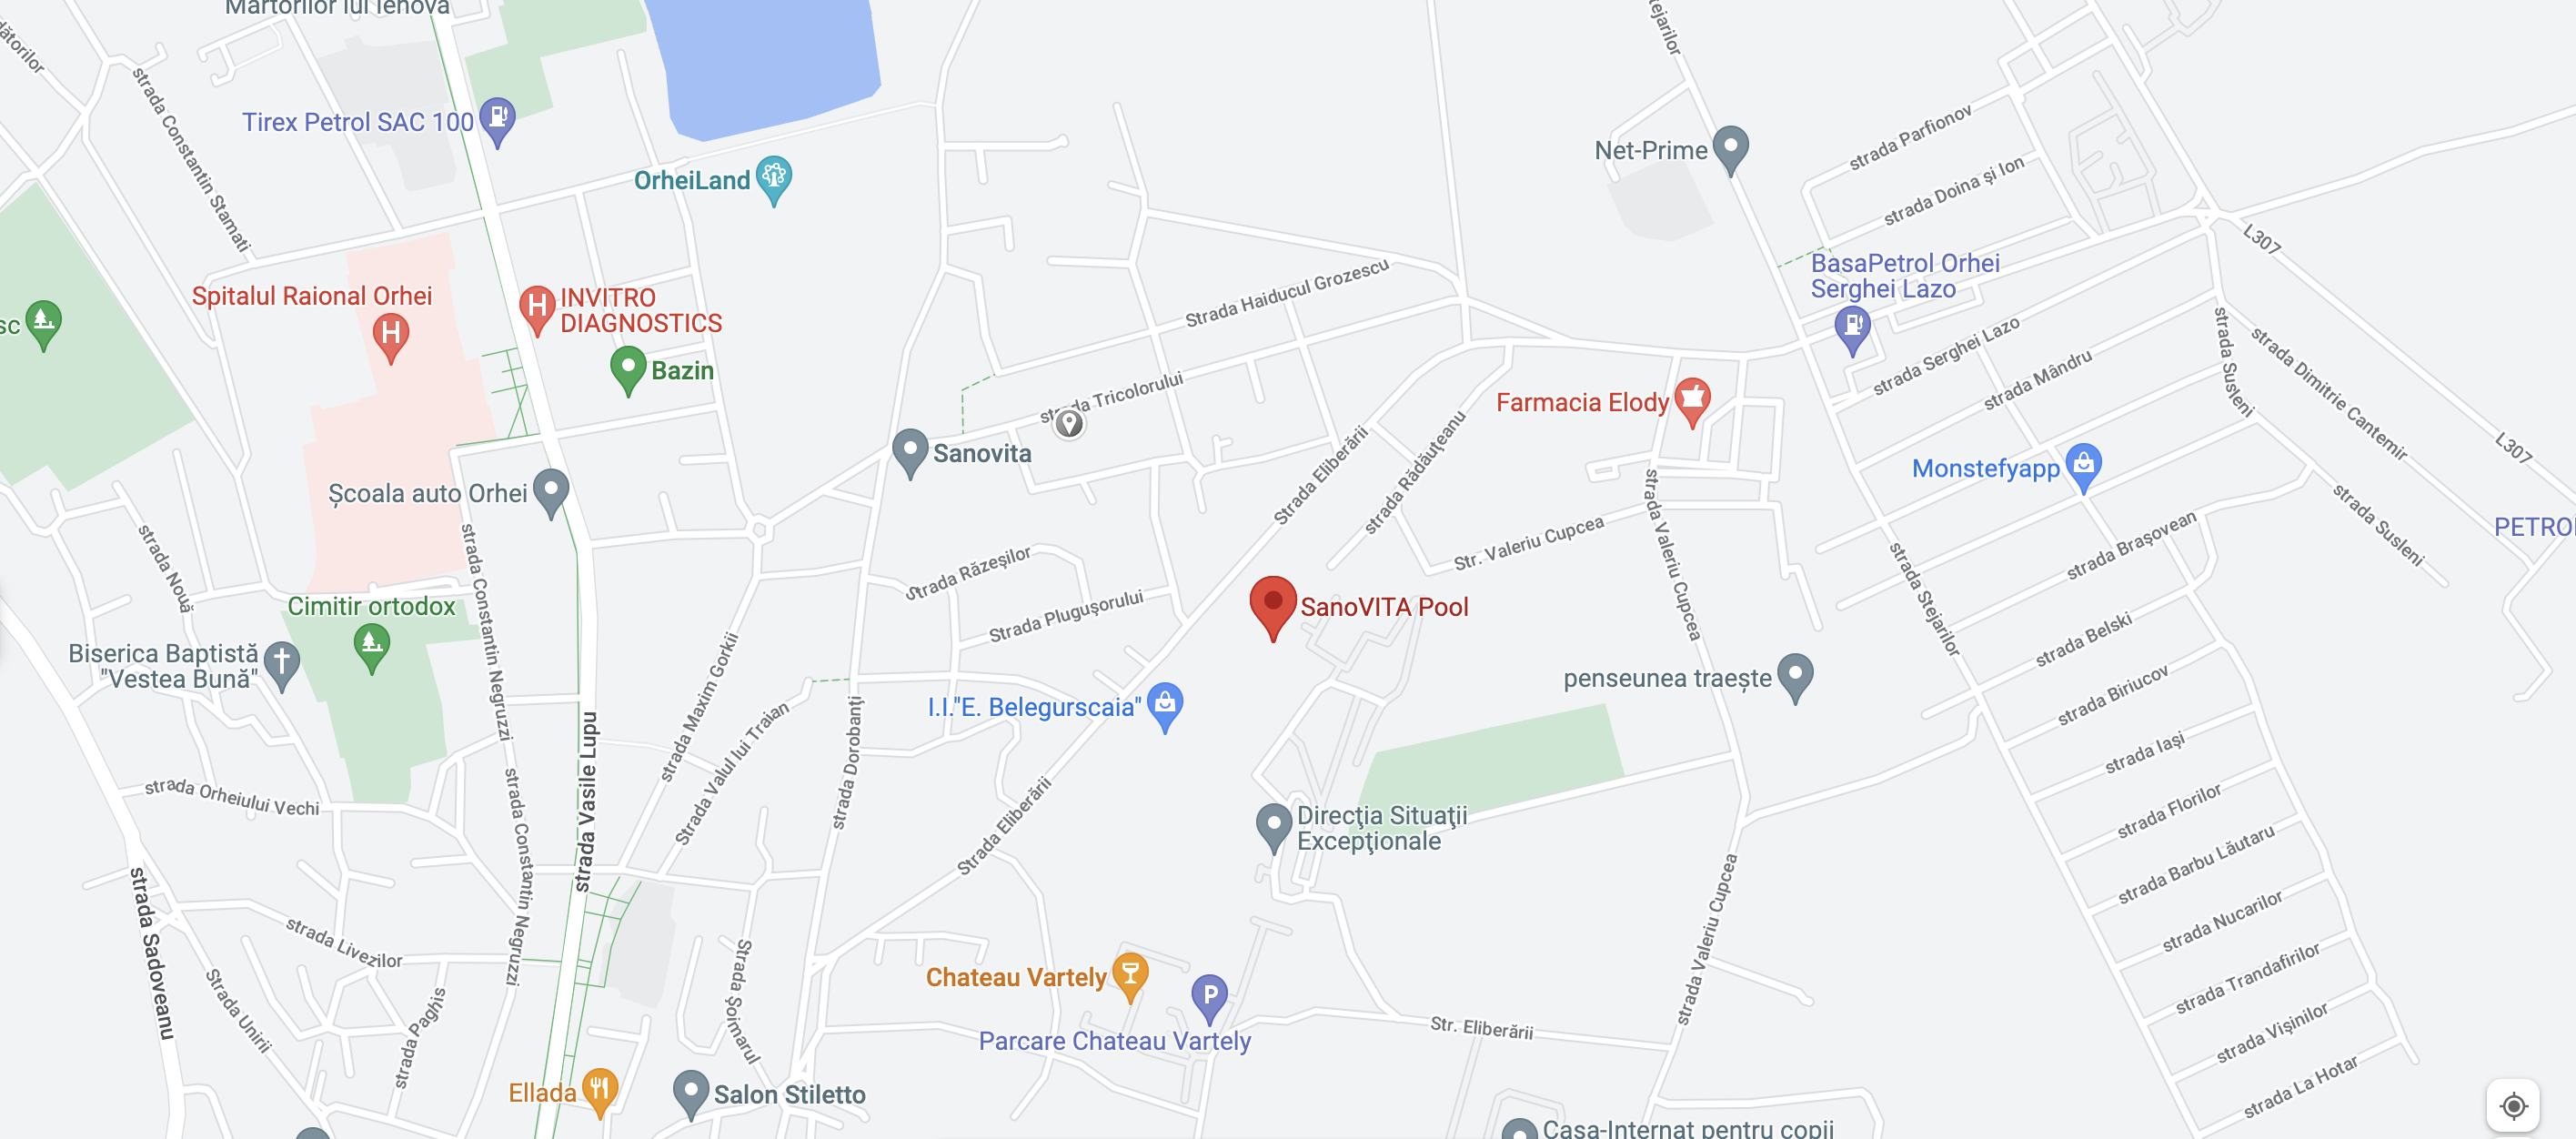 Martorilor lui Iehova
strada Constantin Stamati
Tirex Petrol SAC 100
OrheiLand
Net-Prime
strada Parfionov
strada Doina și Ion
L307
BasaPetrol Orhei
Serghei Lazo
Spitalul Raional Orhei
H
H
INVITRO
DIAGNOSTICS
Strada Haiducul Grozescu
strada Serghei Lazo
strada Susleni
strada Dimitrie Cantemir
Bazin
strada Tricolorului
strada Mândru
Farmacia Elody
L307
Sanovita
Strada Eliberării
strada Rădăuțeanu
Monstefyapp
Școala auto Orhei
strada Susleni
PETRO
strada Nouă
strada Constantin Negruzzi
Strada Răzeșilor
Str. Valeriu Cupcea
strada Valeriu Cupcea
strada Brașovean
strada Stejarilor
Cimitir ortodox
Strada Plugușorului
SanoVITA Pool
strada Belski
Biserica Baptistă
"Vestea Bună"
strada Maxim Gorkii
penseunea traește
strada Biriucov
I.I."E. Belegurscaia"
strada Valul lui Traian
strada Dorobanți
strada Vasile Lupu
strada Iași
strada Orheiului Vechi
strada Constantin Negruzzi
Strada Eliberării
Direcția Situații
Excepționale
strada Florilor
strada Barbu Lăutaru
strada Sadoveanu
strada Livezilor
strada Valeriu Cupcea
strada Nucarilor
Strada Unirii
strada Paghis
Strada Șoimarul
Chateau Vartely
P
Parcare Chateau Vartely
Str. Eliberării
strada Trandafirilor
strada Vișinilor
Ellada
Salon Stiletto
strada La Hotar
Casa-Internat pentru copii